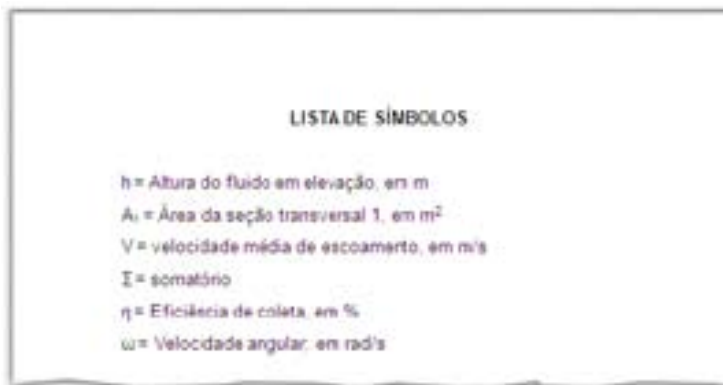 LISTA DE SÍMBOLOS
h = Altura do fluido em elevação, em m
A₁ = Área da seção transversal 1, em m²
V = velocidade média de escoamento, em m/s
Σ = somatório
η = Eficiência de coleta, em %
ω = Velocidade angular, em rad/s